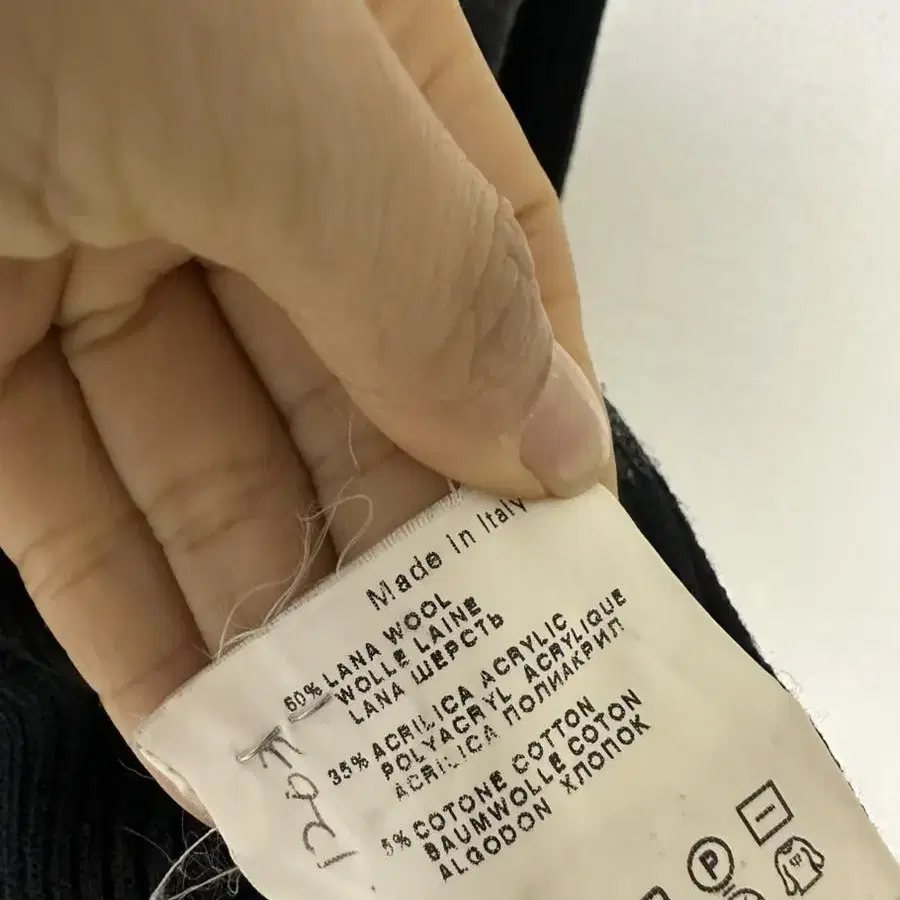 Made in Italy
60% LANA WOOL
WOLLE LAINE
LANA ШЕРСТЬ
35% ACRILICA ACRYLIC
POLYACRYL ACRYLIQUE
ACRILICA ПОЛИАКРИЛ
5% COTONE COTTON
BAUMWOLLE COTON
ALGODON ХЛОПОК
P